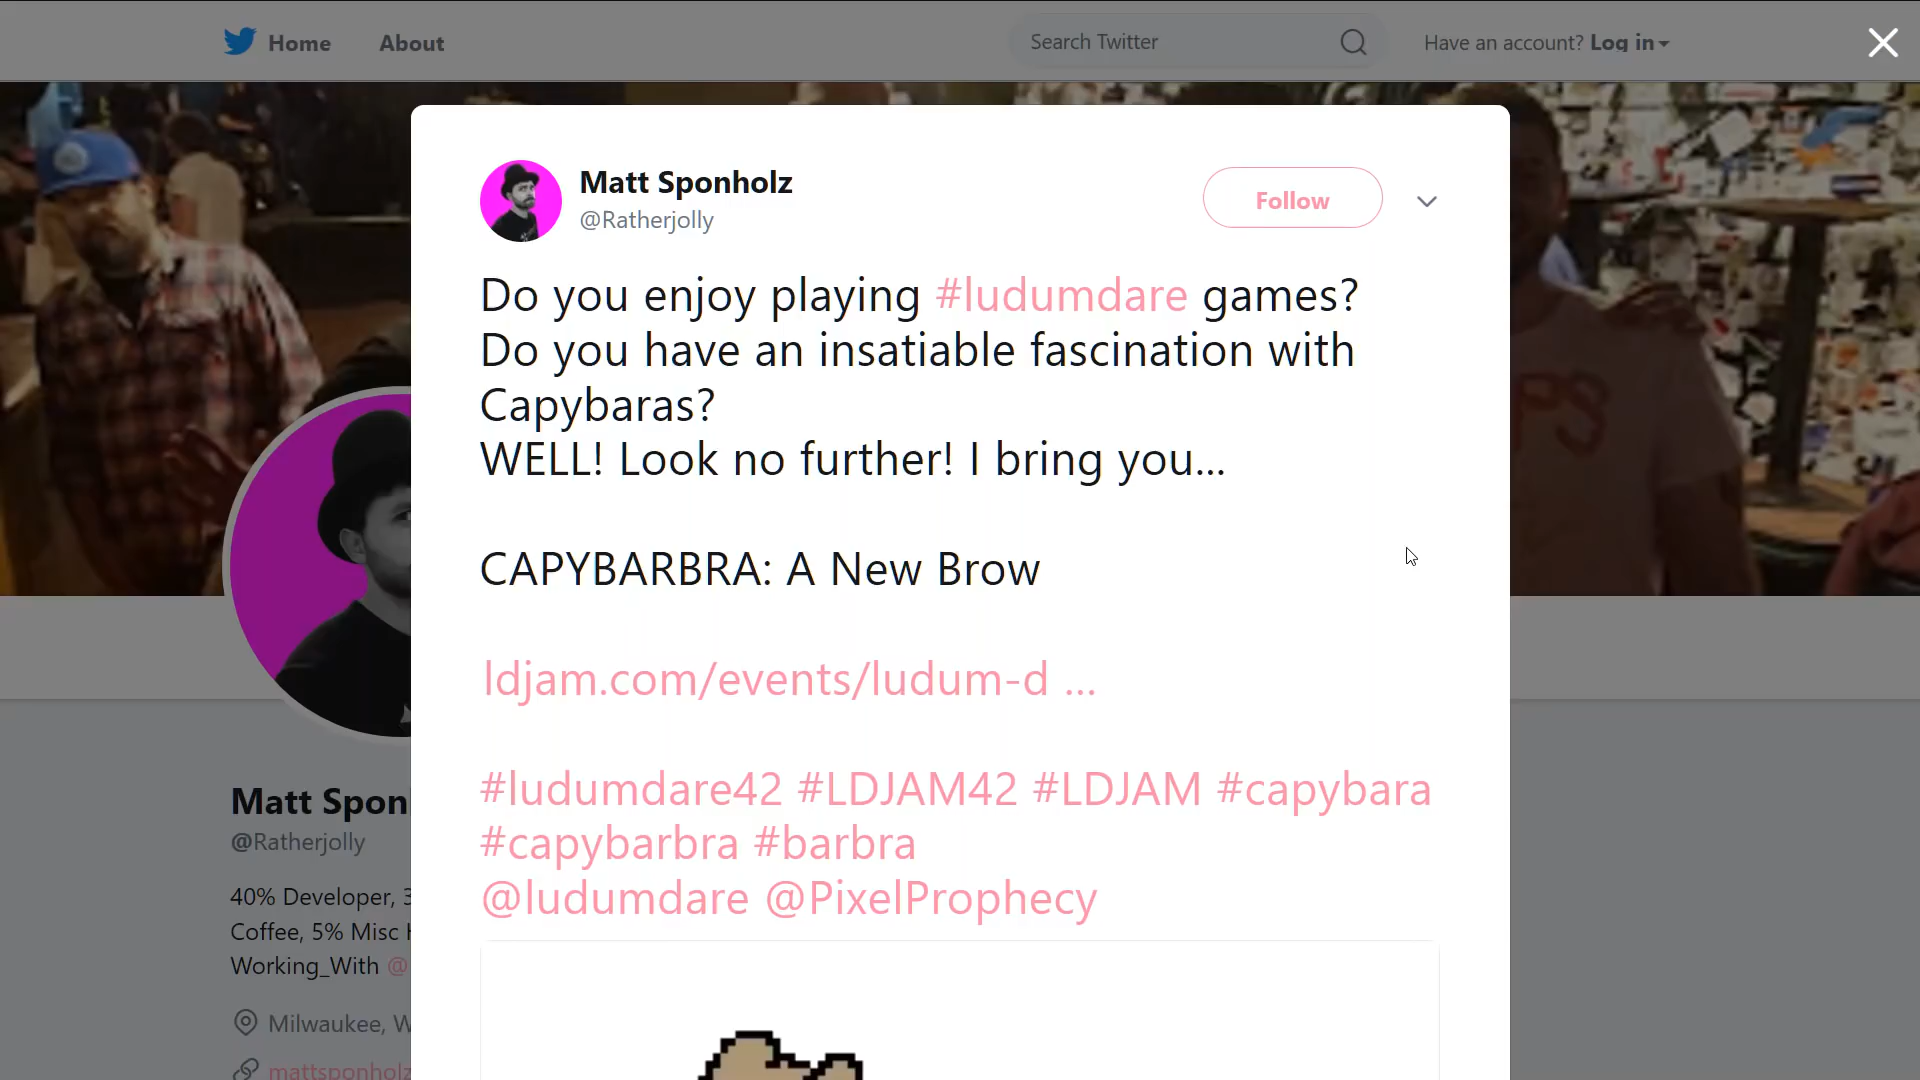 Home About Search Twitter Have an account? Log in
Matt Sponholz
@Ratherjolly
Follow
Do you enjoy playing #ludumdare games?
Do you have an insatiable fascination with
Capybaras?
WELL! Look no further! I bring you...
CAPYBARBRA: A New Brow
ldjam.com/events/ludum-d ...
#ludumdare42 #LDJAM42 #LDJAM #capybara
#capybarbra #barbra
@ludumdare @PixelProphecy
Matt Spon
@Ratherjolly
40% Developer, 3
Coffee, 5% Misc
Working_With @
Milwaukee, W
mattsponholz